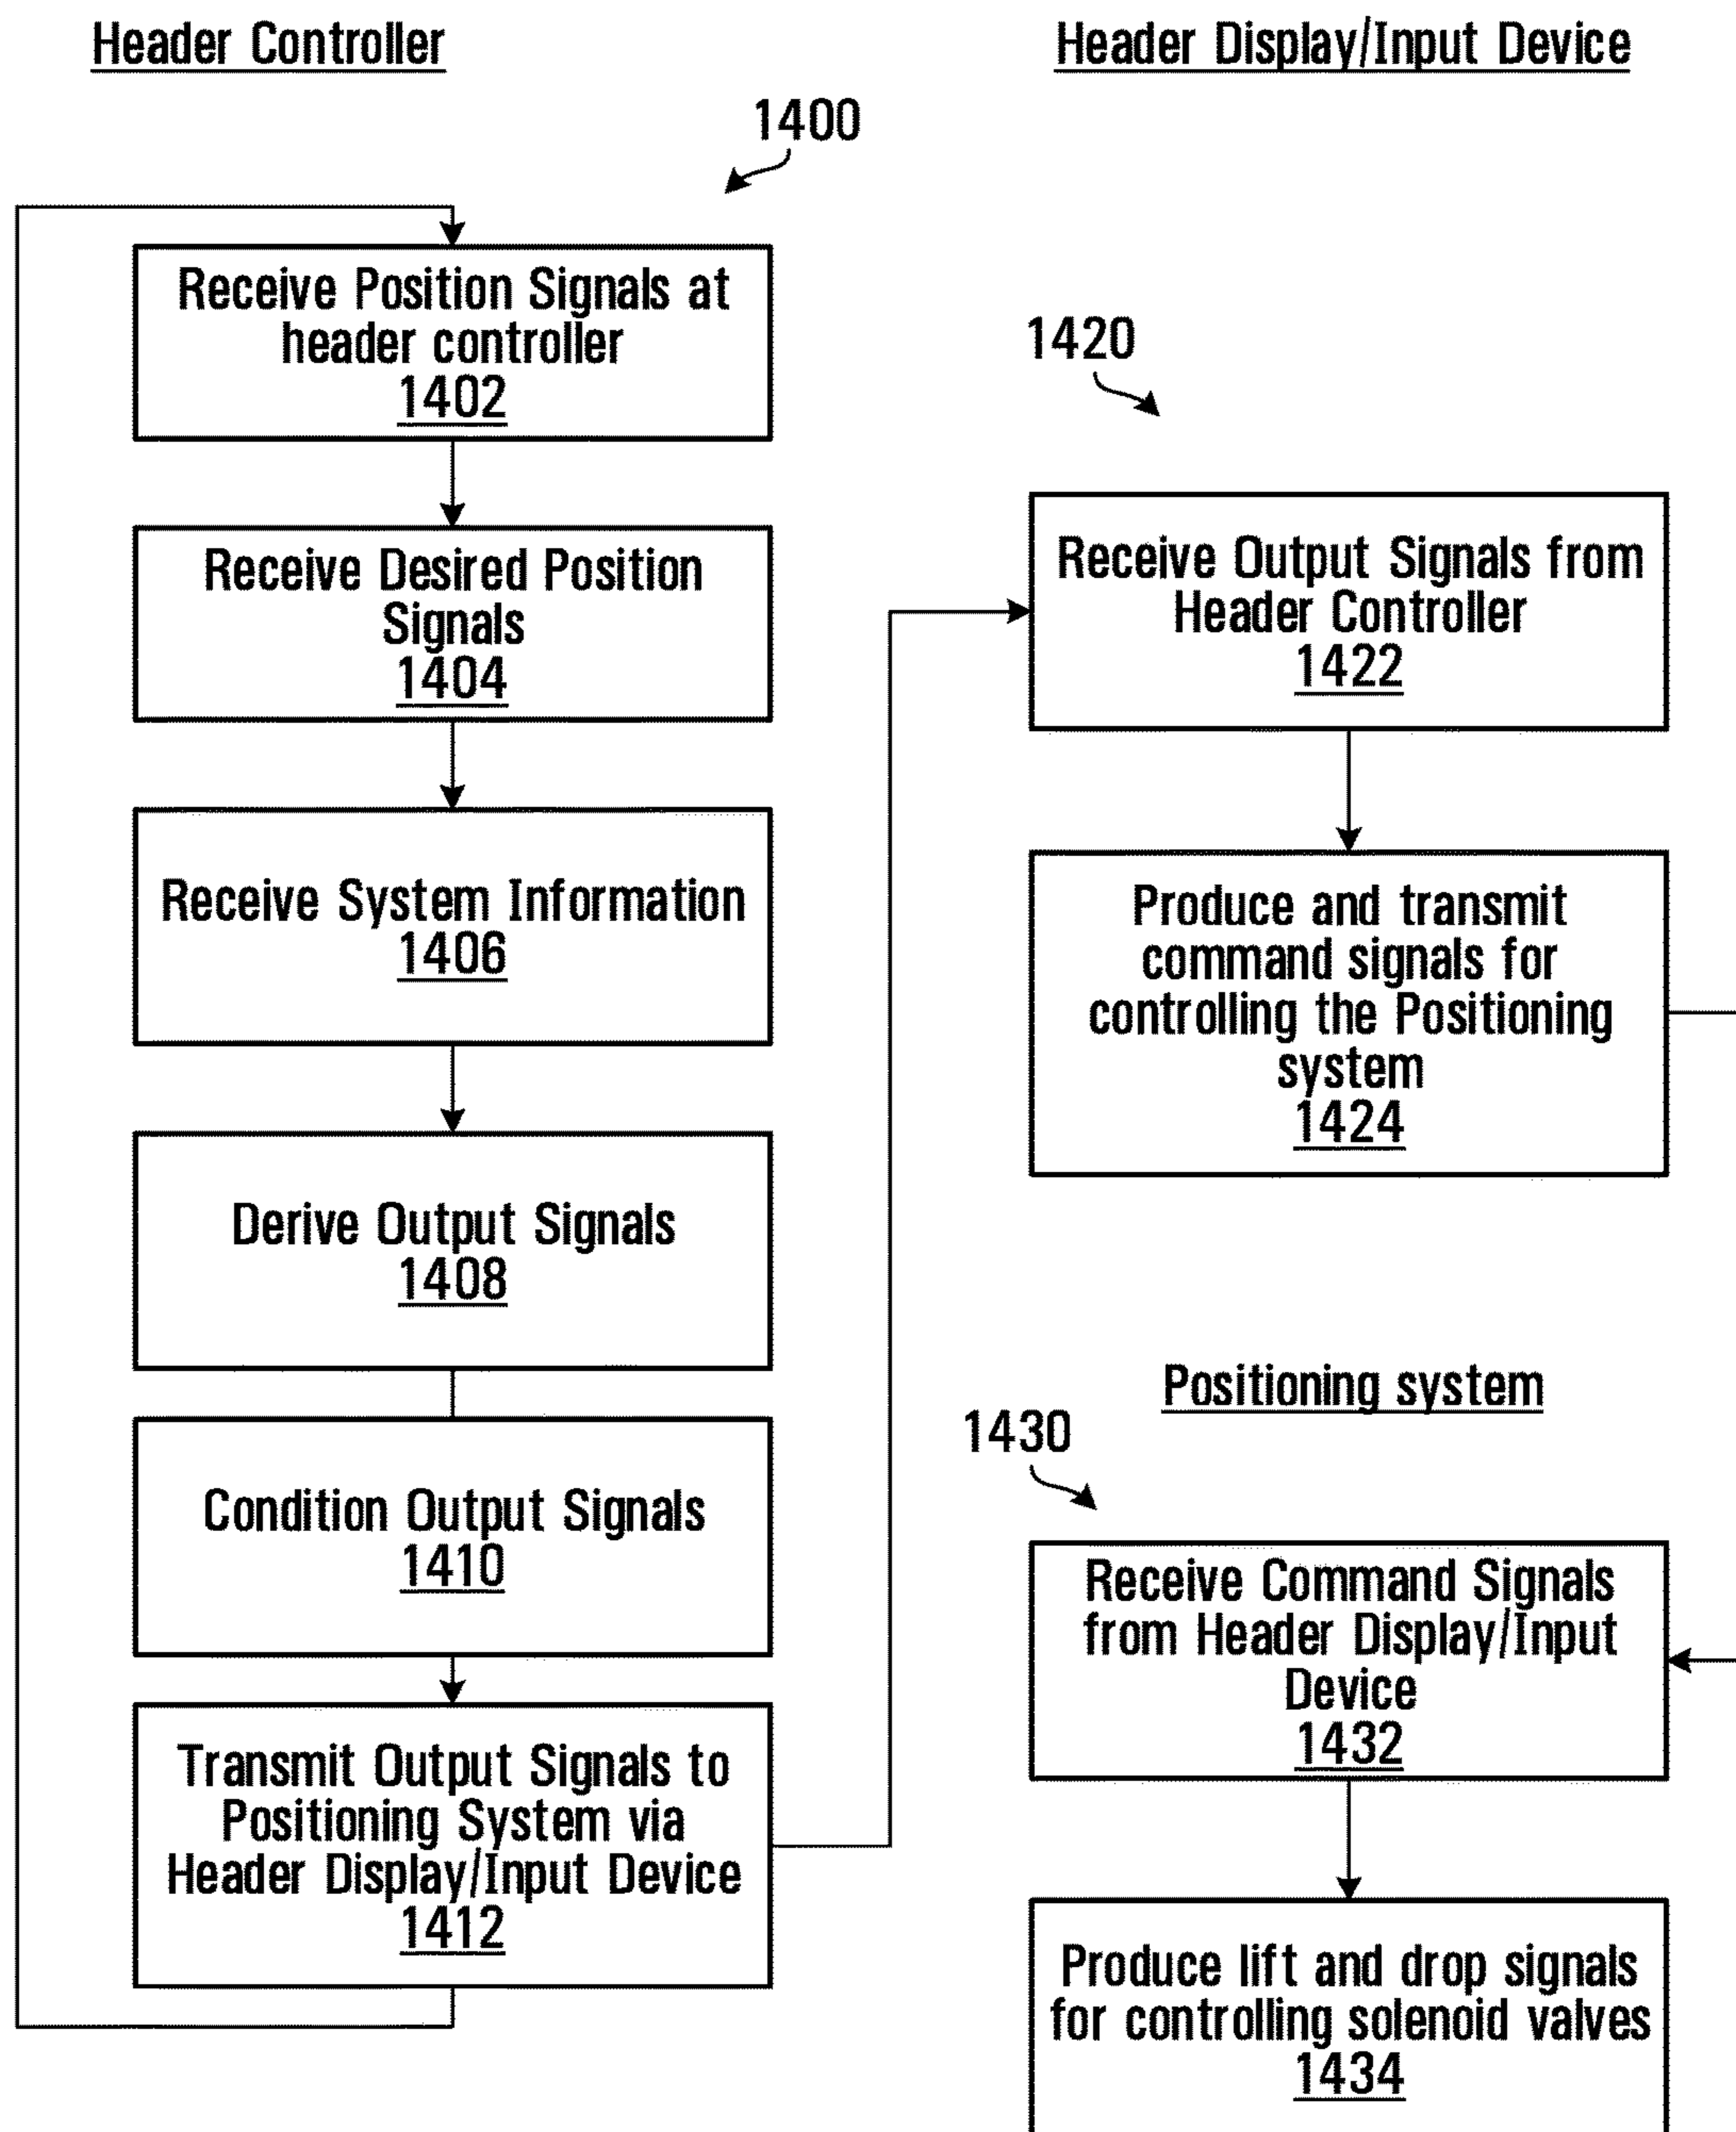 Header Controller
1400
Receive Position Signals at
header controller
1402
Receive Desired Position
Signals
1404
Receive System Information
1406
Derive Output Signals
1408
Condition Output Signals
1410
Transmit Output Signals to
Positioning System via
Header Display/Input Device
1412
Header Display/Input Device
1420
Receive Output Signals from
Header Controller
1422
Produce and transmit
command signals for
controlling the Positioning
system
1424
Positioning system
1430
Receive Command Signals
from Header Display/Input
Device
1432
Produce lift and drop signals
for controlling solenoid valves
1434